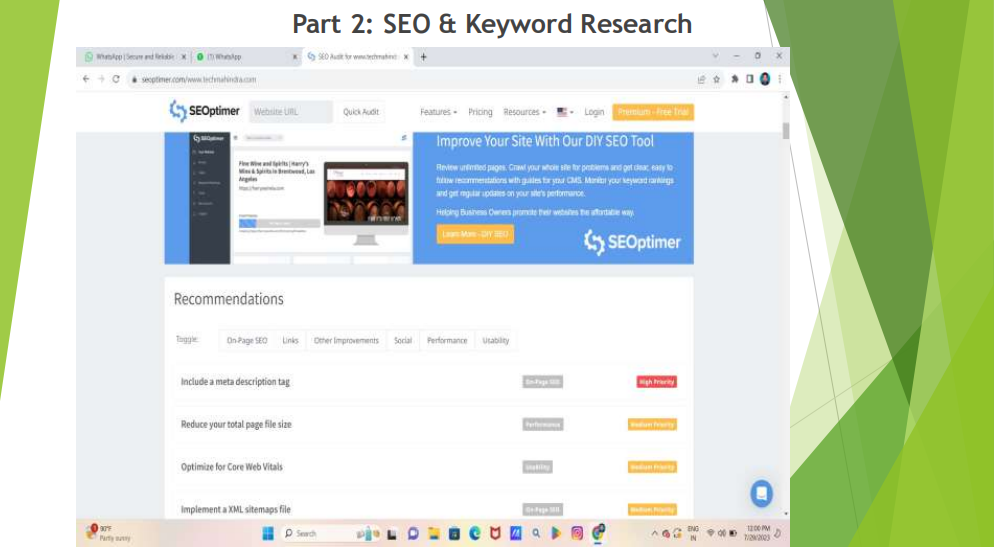 Part 2: SEO & Keyword Research
WhatsApp | Secure and Reliable
(1) WhatsApp
SEO Audit for www.techmahind
seoptimer.com/www.techmahindra.com
SEOptimer
Website URL
Quick Audit
Features
Pricing
Resources
Login
Premium - Free Trial
SEOptimer
Fine Wine and Spirits | Harry's
Wine & Spirits in Brentwood, Los
Angeles
Improve Your Site With Our DIY SEO Tool
Review unlimited pages. Crawl your whole site for problems and get clear, easy to
follow recommendations with guides for your CMS. Monitor your keyword rankings
and get regular updates on your site's performance.
Helping Business Owners promote their websites the affordable way.
Learn More - DIY SEO
SEOptimer
Recommendations
Toggle:
On-Page SEO
Links
Other Improvements
Social
Performance
Usability
Include a meta description tag
On-Page SEO
High Priority
Reduce your total page file size
Performance
Medium Priority
Optimize for Core Web Vitals
Usability
Medium Priority
Implement a XML sitemaps file
On-Page SEO
Medium Priority
90°F
Partly sunny
Search
ENG
IN
12:00 PM
7/29/2023